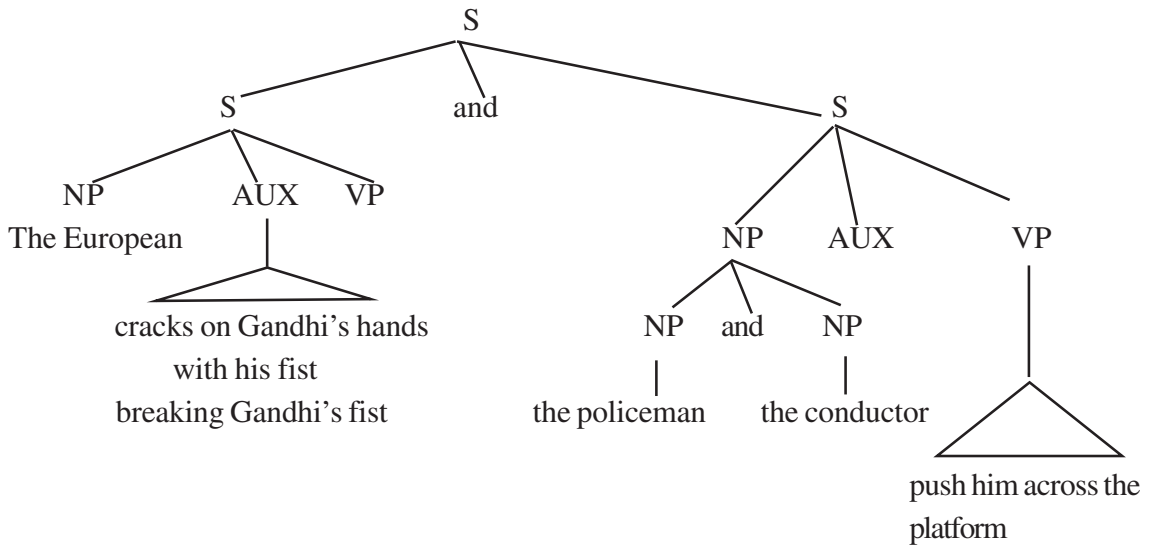 S
S and S
NP AUX VP
The European
NP AUX VP
cracks on Gandhi's hands
with his fist
breaking Gandhi's fist
NP and NP
the policeman the conductor
push him across the
platform